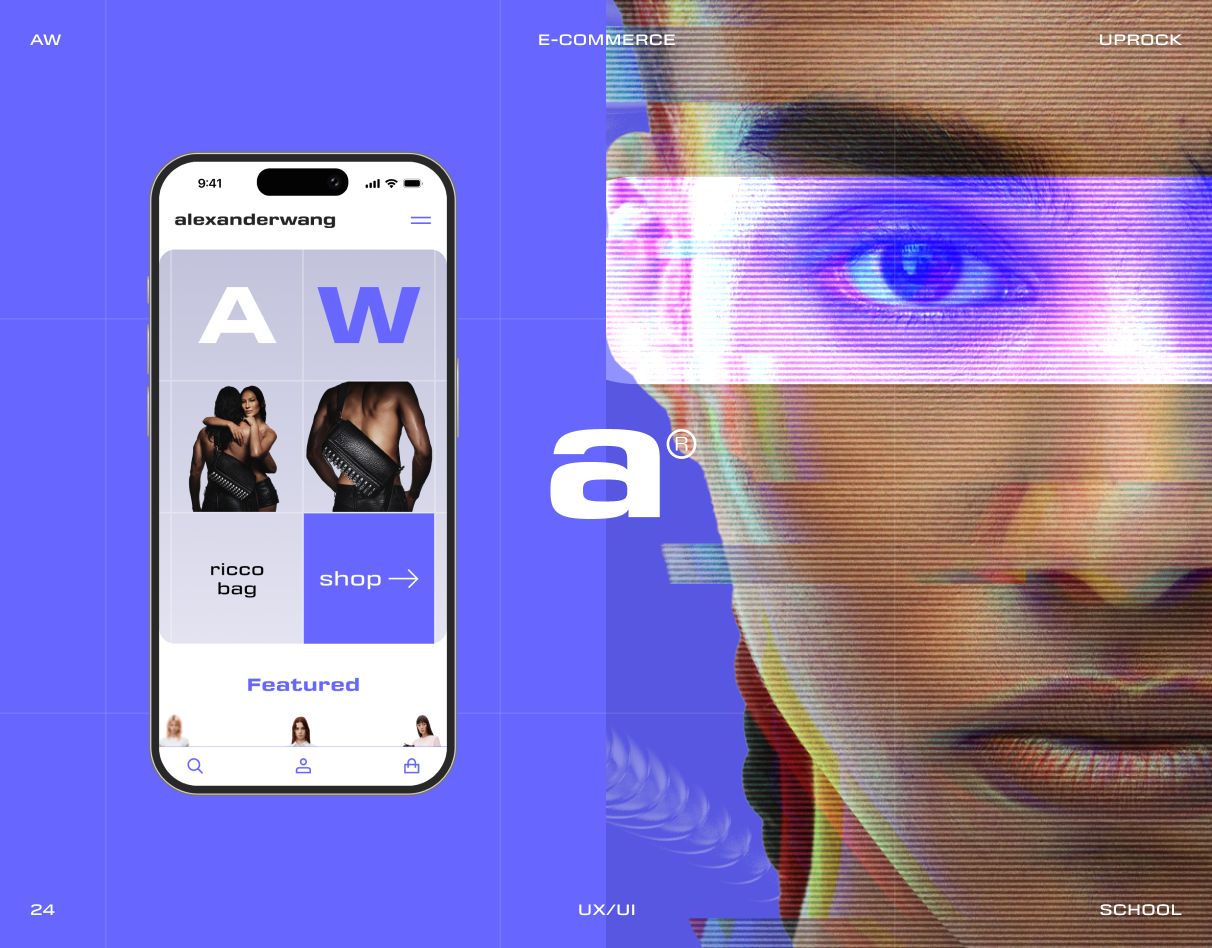 AW
E-COMMERCE
UPROCK
9:41
alexanderwang
A W
ricco
bag
shop →
Featured
a®
24
UX/UI
SCHOOL